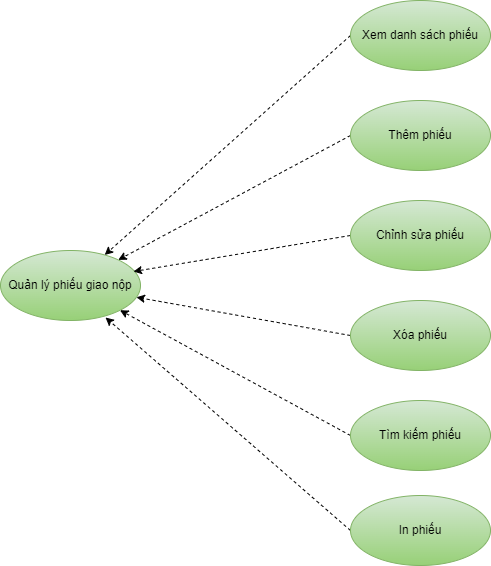 Xem danh sách phiếu
Thêm phiếu
Chỉnh sửa phiếu
Quản lý phiếu giao nộp
Xóa phiếu
Tìm kiếm phiếu
In phiếu